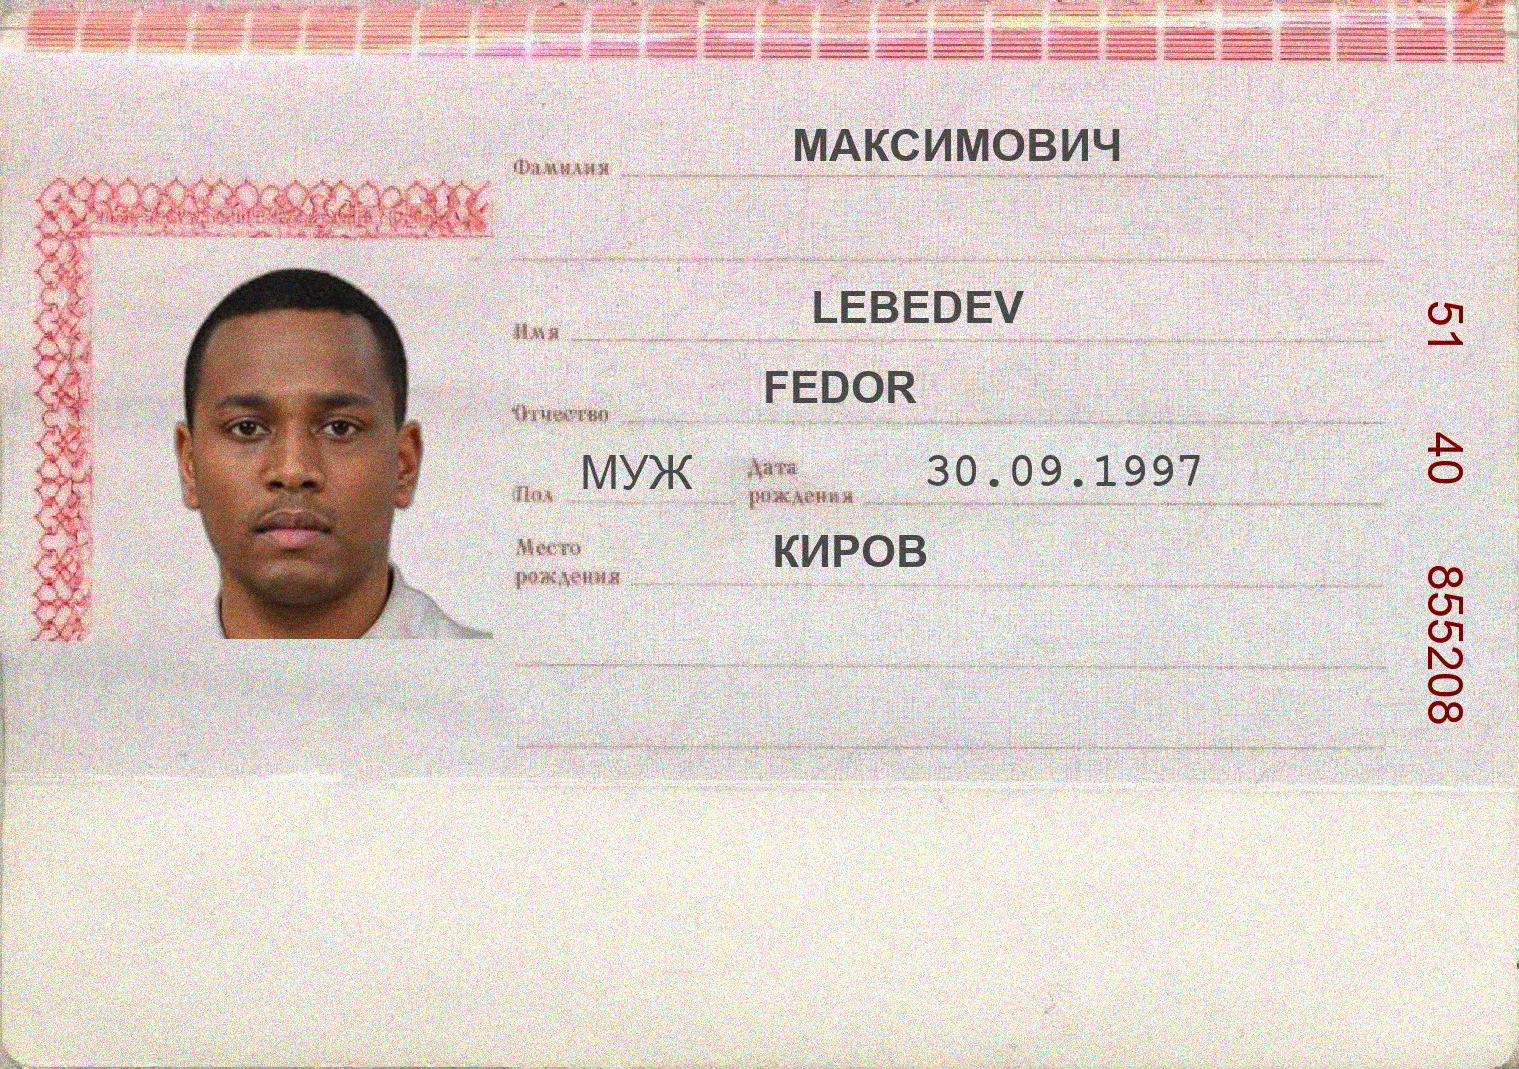 Фамилия МАКСИМОВИЧ
Имя LEBEDEV
Отчество FEDOR
Пол МУЖ Дата рождения 30.09.1997
Место рождения КИРОВ
51 40 855208